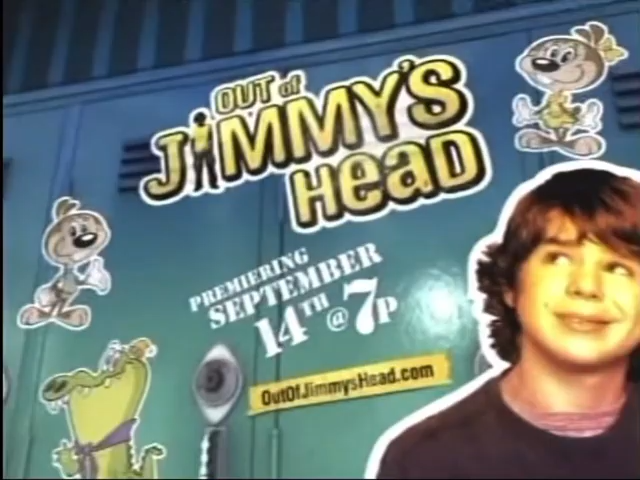 OUT of
JiMMY'S
HeaD
PREMIERING
SEPTEMBER
14TH @ 7P
OutOfJimmysHead.com